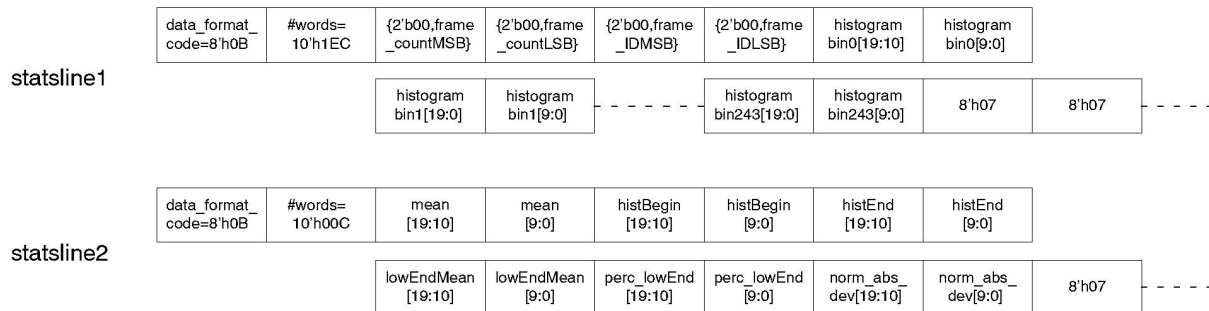 statsline1
data_format_
code=8'h0B
#words=
10'h1EC
{2'b00,frame
_countMSB}
{2'b00,frame
_countLSB}
{2'b00,frame
_IDMSB}
{2'b00,frame
_IDLSB}
histogram
bin0[19:10]
histogram
bin0[9:0]
histogram
bin1[19:0]
histogram
bin1[9:0]
histogram
bin243[19:0]
histogram
bin243[9:0]
8'h07
8'h07
statsline2
data_format_
code=8'h0B
#words=
10'h00C
mean
[19:10]
mean
[9:0]
histBegin
[19:10]
histBegin
[9:0]
histEnd
[19:10]
histEnd
[9:0]
lowEndMean
[19:10]
lowEndMean
[9:0]
perc_lowEnd
[19:10]
perc_lowEnd
[9:0]
norm_abs_
dev[19:10]
norm_abs_
dev[9:0]
8'h07